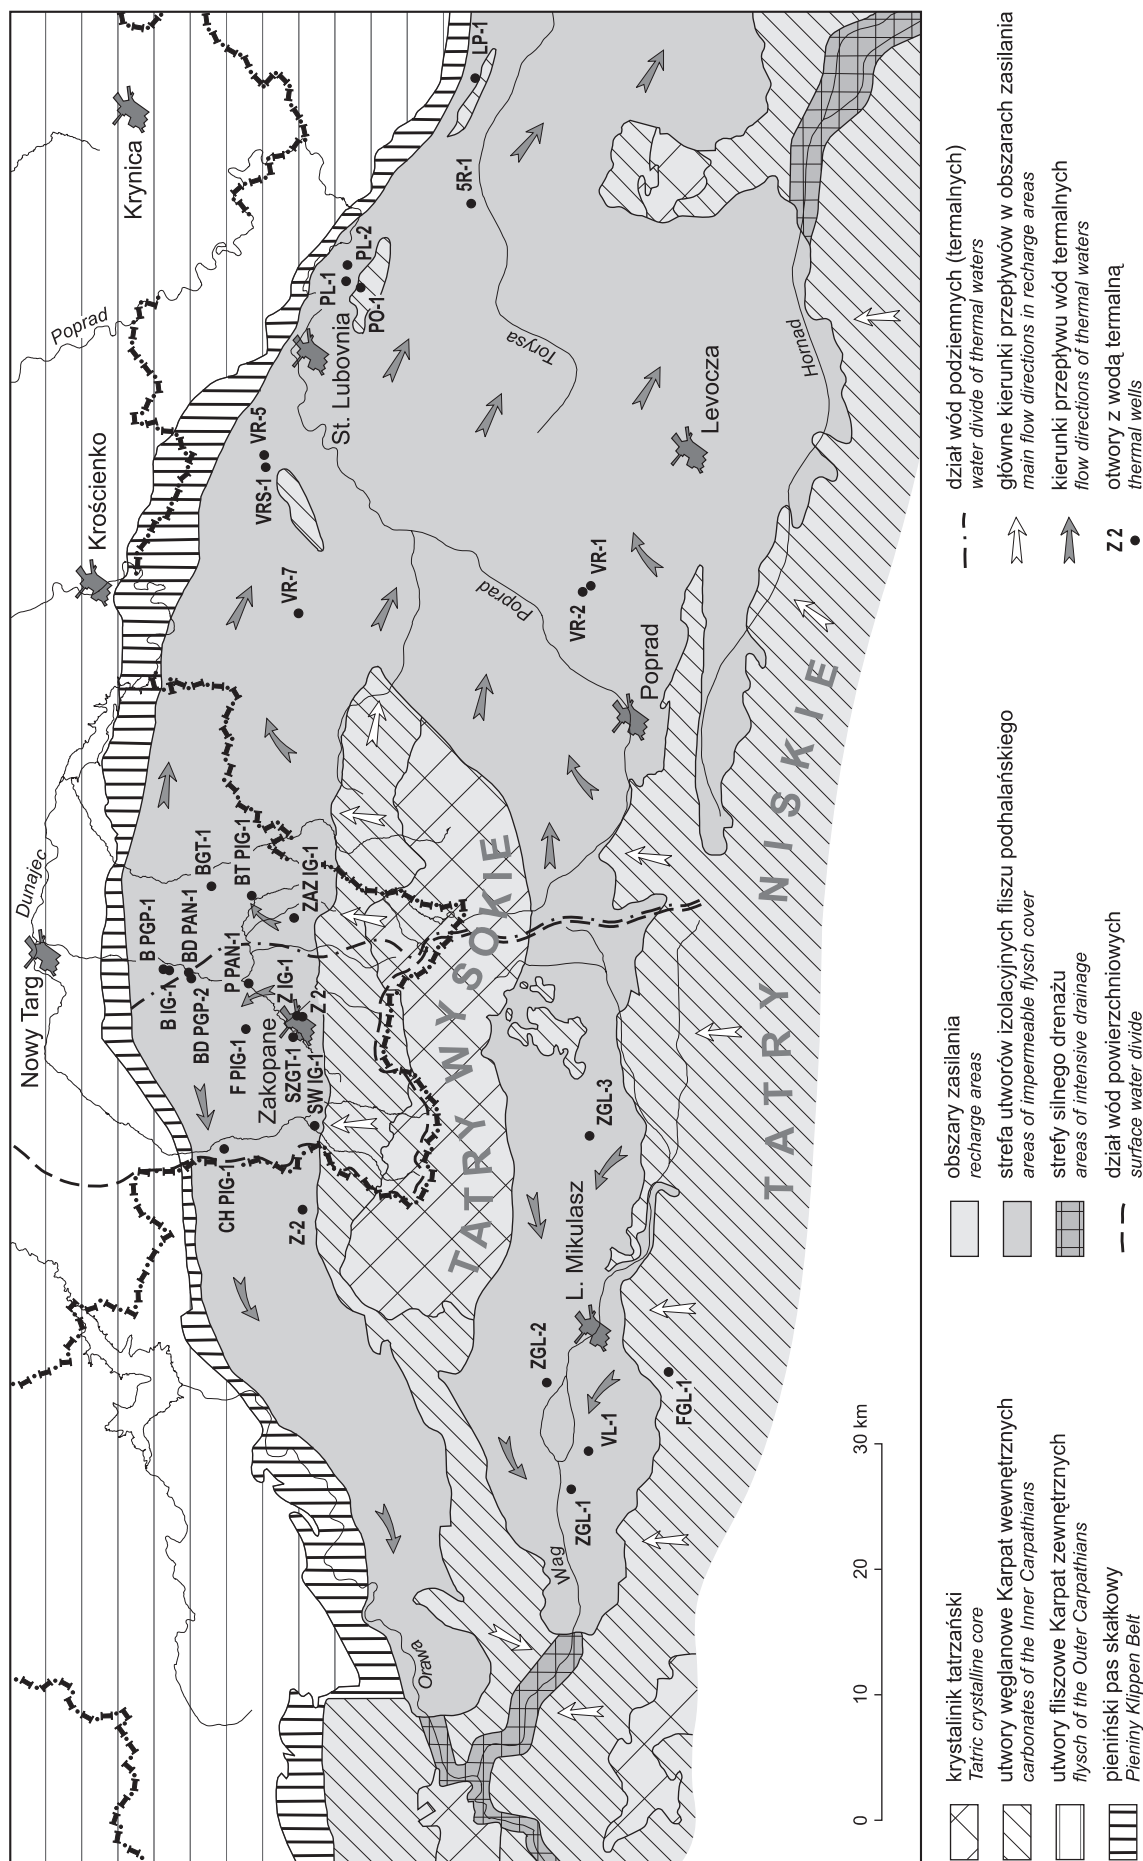 Nowy Targ
Dunajec
Krościenko
Poprad
Krynica
B PGP-1
B IG-1
BD PAN-1
BD PGP-2
BGT-1
BT PIG-1
P PAN-1
F PIG-1
ZAZ IG-1
Z IG-1
Z 2
Zakopane
SZGT-1
SW IG-1
CH PIG-1
Z-2
VR-7
VRS-1
VR-5
St. Lubovnia
PL-1
PL-2
PO-1
5R-1
LP-1
Torysa
Poprad
VR-2
VR-1
Poprad
Levocza
Hornad
TATRY WYSOKIE
TATRY NISKIE
Orawa
Wag
ZGL-1
VL-1
ZGL-2
L. Mikulasz
ZGL-3
FGL-1
0 10 20 30 km
krystalinik tatrzański
Tatric crystalline core
utwory węglanowe Karpat wewnętrznych
carbonates of the Inner Carpathians
utwory fliszowe Karpat zewnętrznych
flysch of the Outer Carpathians
pieniński pas skałkowy
Pieniny Klippen Belt
obszary zasilania
recharge areas
strefa utworów izolacyjnych fliszu podhalańskiego
areas of impermeable flysch cover
strefy silnego drenażu
areas of intensive drainage
dział wód powierzchniowych
surface water divide
dział wód podziemnych (termalnych)
water divide of thermal waters
główne kierunki przepływów w obszarach zasilania
main flow directions in recharge areas
kierunki przepływu wód termalnych
flow directions of thermal waters
Z 2
otwory z wodą termalną
thermal wells